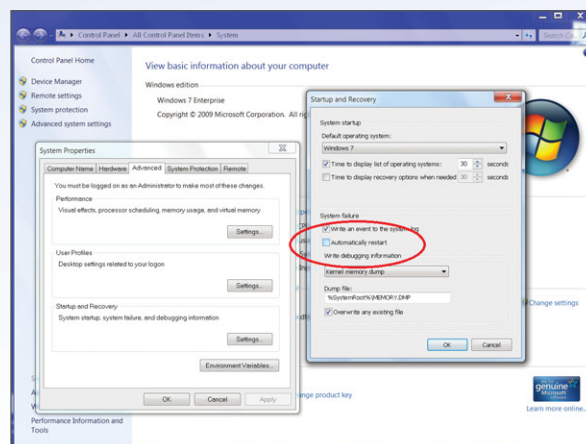 Control Panel ▸ All Control Panel Items ▸ System
Control Panel Home
Device Manager
Remote settings
System protection
Advanced system settings
View basic information about your computer
Windows edition
Windows 7 Enterprise
Copyright © 2009 Microsoft Corporation. All
System Properties
Computer Name Hardware Advanced System Protection Remote
You must be logged on as an Administrator to make most of these changes.
Performance
Visual effects, processor scheduling, memory usage, and virtual memory
Settings...
User Profiles
Desktop settings related to your logon
Settings...
Startup and Recovery
System startup, system failure, and debugging information
Settings...
Environment Variables...
OK Cancel Apply
Startup and Recovery
System startup
Default operating system:
Windows 7
Time to display list of operating systems: 30 seconds
Time to display recovery options when needed 30 seconds
System failure
Write an event to the system log
Automatically restart
Write debugging information
Kernel memory dump
Dump file:
%SystemRoot%\MEMORY.DMP
Overwrite any existing file
OK Cancel
Change settings
product key
genuine
Microsoft
Learn more online...
Performance Information and
Tools